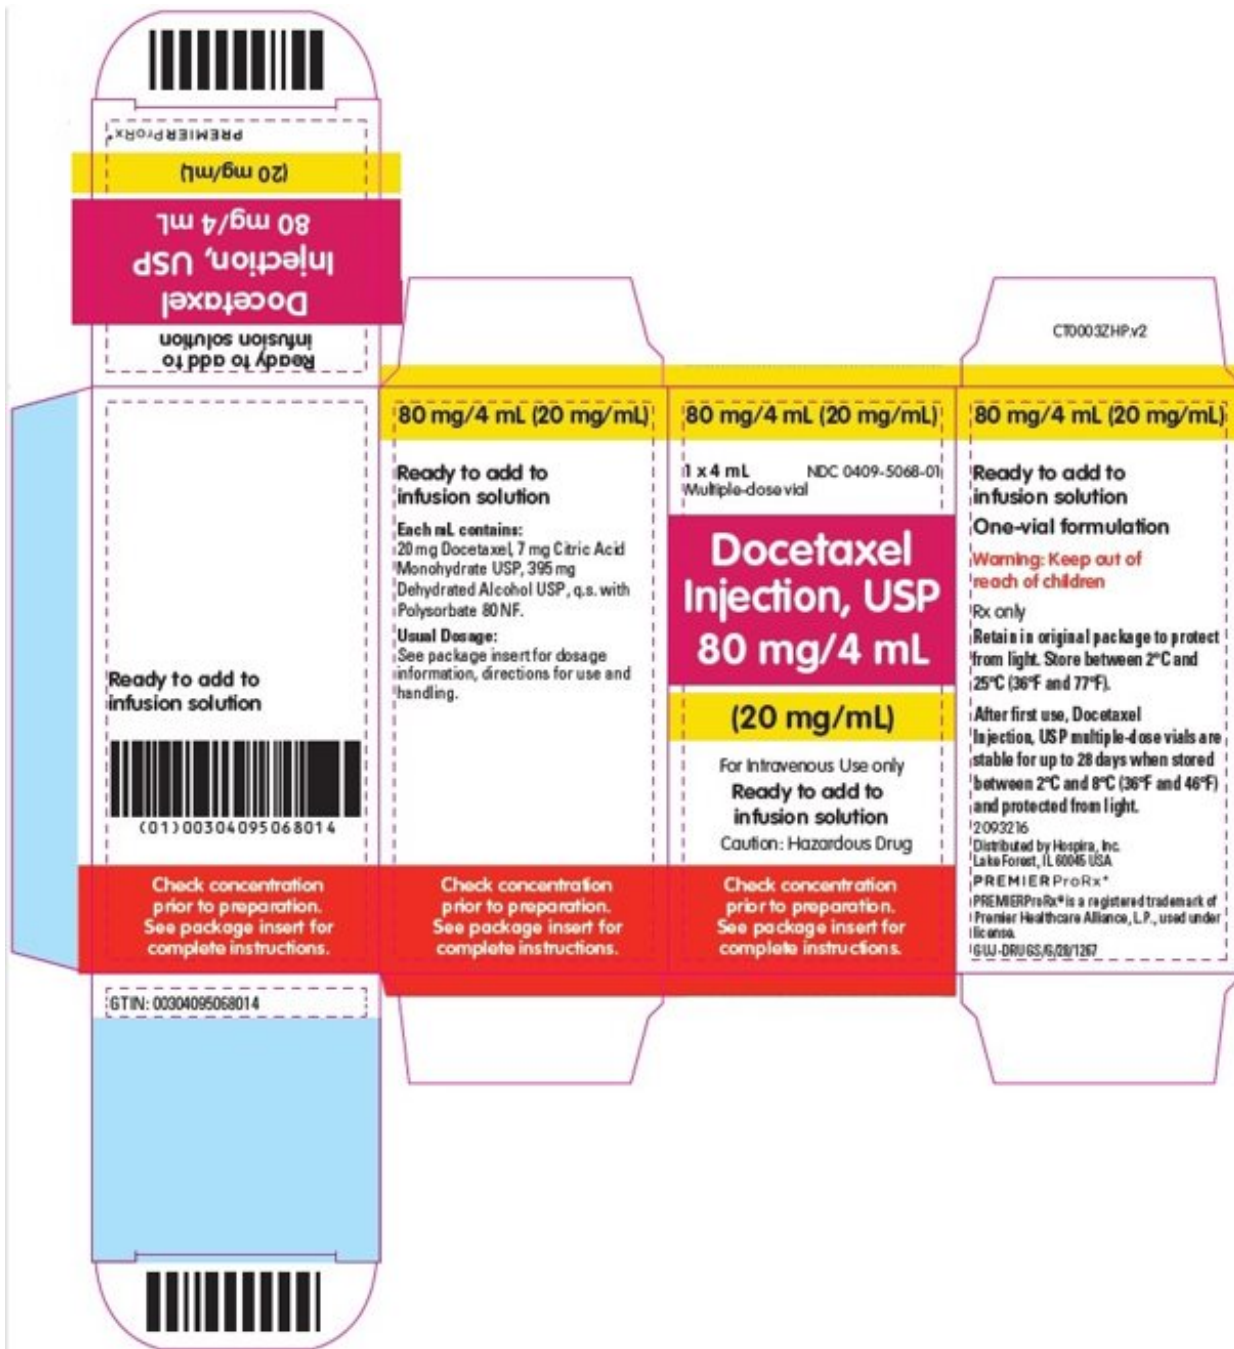 PREMIERProRx*
(20 mg/mL)
Docetaxel
Injection, USP
80 mg/4 mL
Ready to add to
infusion solution
Ready to add to
infusion solution
(01)00304095068014
Check concentration
prior to preparation.
See package insert for
complete instructions.
GTIN: 00304095068014
80 mg/4 mL (20 mg/mL)
Ready to add to
infusion solution
Each mL contains:
20 mg Docetaxel, 7 mg Citric Acid
Monohydrate USP, 395 mg
Dehydrated Alcohol USP, q.s. with
Polysorbate 80 NF.
Usual Dosage:
See package insert for dosage
information, directions for use and
handling.
Check concentration
prior to preparation.
See package insert for
complete instructions.
80 mg/4 mL (20 mg/mL)
1 x 4 mL NDC 0409-5068-01
Multiple-dose vial
Docetaxel
Injection, USP
80 mg/4 mL
(20 mg/mL)
For Intravenous Use only
Ready to add to
infusion solution
Caution: Hazardous Drug
Check concentration
prior to preparation.
See package insert for
complete instructions.
CT0003ZHP.v2
80 mg/4 mL (20 mg/mL)
Ready to add to
infusion solution
One-vial formulation
Warning: Keep out of
reach of children
Rx only
Retain in original package to protect
from light. Store between 2°C and
25°C (36°F and 77°F).
After first use, Docetaxel
Injection, USP multiple-dose vials are
stable for up to 28 days when stored
between 2°C and 8°C (36°F and 46°F)
and protected from light.
2093216
Distributed by Hospira, Inc.
Lake Forest, IL 60045 USA
PREMIERProRx*
PREMIERProRx® is a registered trademark of
Premier Healthcare Alliance, L.P., used under
license.
GUJ-DRUGS/G/28/1267